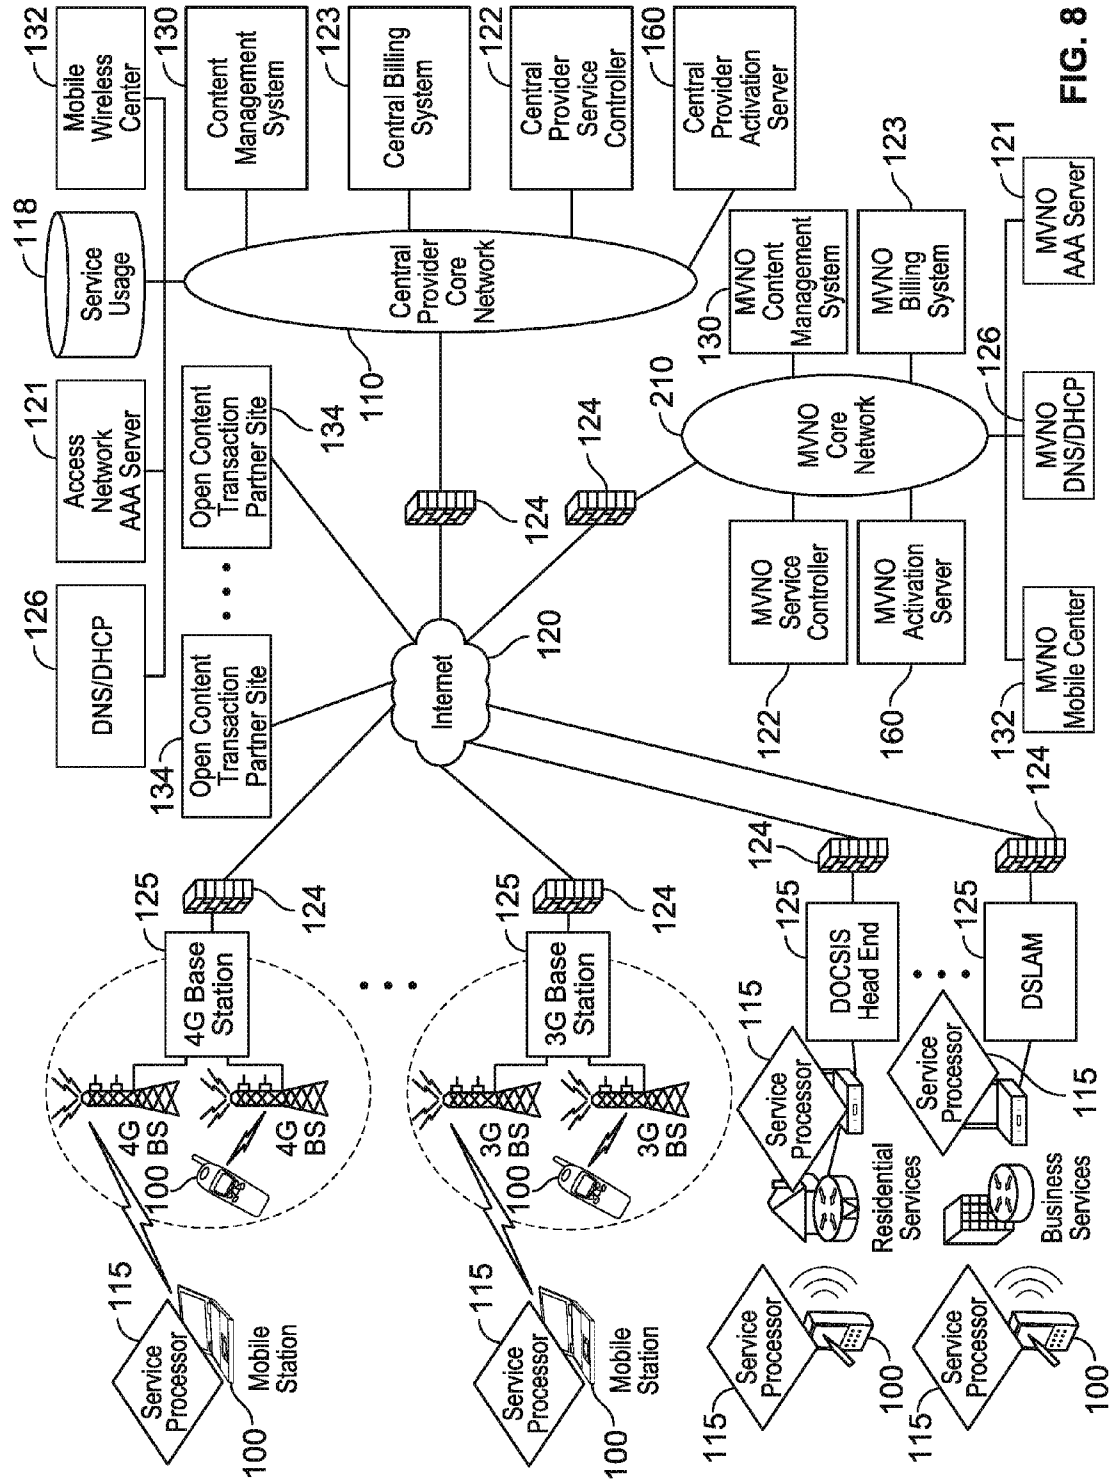 126
DNS/DHCP
121
Access
Network
AAA Server
118
Service
Usage
132
Mobile
Wireless
Center
134
Open Content
Transaction
Partner Site
Open Content
Transaction
Partner Site
134
130
Content
Management
System
123
Central Billing
System
122
Central
Provider
Service
Controller
160
Central
Provider
Activation
Server
Central
Provider
Core
Network
110
115
Service
Processor
100
Mobile
Station
4G
BS
100
4G
BS
125
4G Base
Station
124
115
Service
Processor
100
Mobile
Station
3G
BS
100
3G
BS
125
3G Base
Station
124
Internet
120
124
124
210
MVNO
Core
Network
122
MVNO
Service
Controller
130
MVNO
Content
Management
System
160
MVNO
Activation
Server
123
MVNO
Billing
System
132
MVNO
Mobile Center
126
MVNO
DNS/DHCP
121
MVNO
AAA Server
115
Service
Processor
100
Residential
Services
115
Service
Processor
125
DOCSIS
Head End
124
115
Service
Processor
100
Business
Services
Service
Processor
115
125
DSLAM
124
FIG. 8